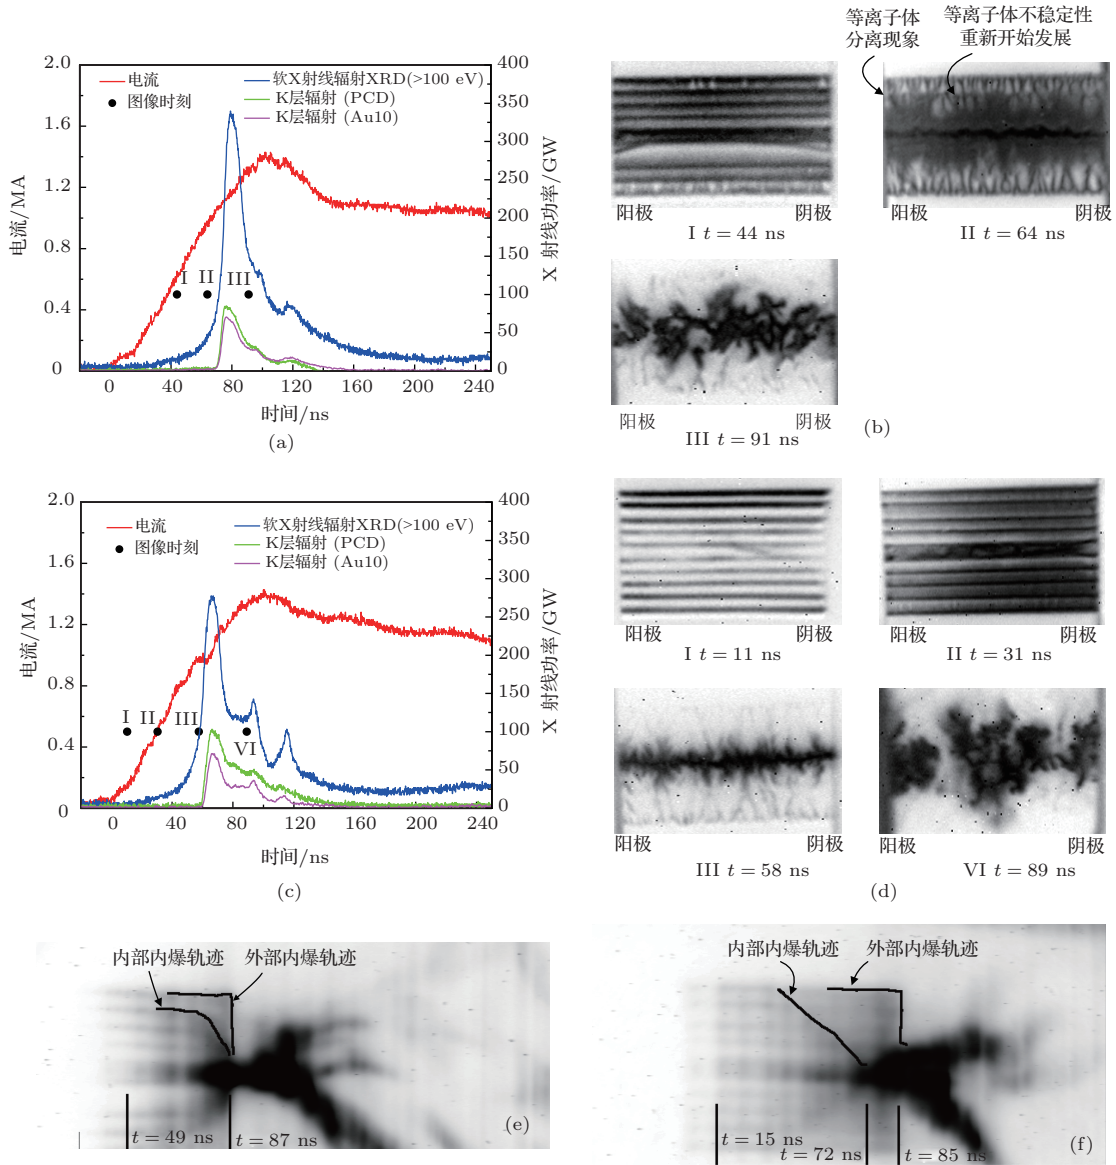 2.0
1.6
1.2
0.8
0.4
0
电流/MA
电流
图像时刻
软X射线辐射XRD(>100 eV)
K层辐射 (PCD)
K层辐射 (Au10)
I II III
400
350
300
250
200
150
100
50
0
X 射线功率/GW
0 40 80 120 160 200 240
时间/ns
(a)
等离子体
分离现象
等离子体不稳定性
重新开始发展
阳极 阴极
I t = 44 ns
阳极 阴极
II t = 64 ns
阳极 阴极
III t = 91 ns
(b)
2.0
1.6
1.2
0.8
0.4
0
电流/MA
电流
图像时刻
软X射线辐射XRD(>100 eV)
K层辐射 (PCD)
K层辐射 (Au10)
I II III
VI
400
350
300
250
200
150
100
50
0
X 射线功率/GW
0 40 80 120 160 200 240
时间/ns
(c)
阳极 阴极
I t = 11 ns
阳极 阴极
II t = 31 ns
阳极 阴极
III t = 58 ns
阳极 阴极
VI t = 89 ns
(d)
内部内爆轨迹 外部内爆轨迹
t = 49 ns
t = 87 ns
(e)
内部内爆轨迹 外部内爆轨迹
t = 15 ns
t = 72 ns
t = 85 ns
(f)